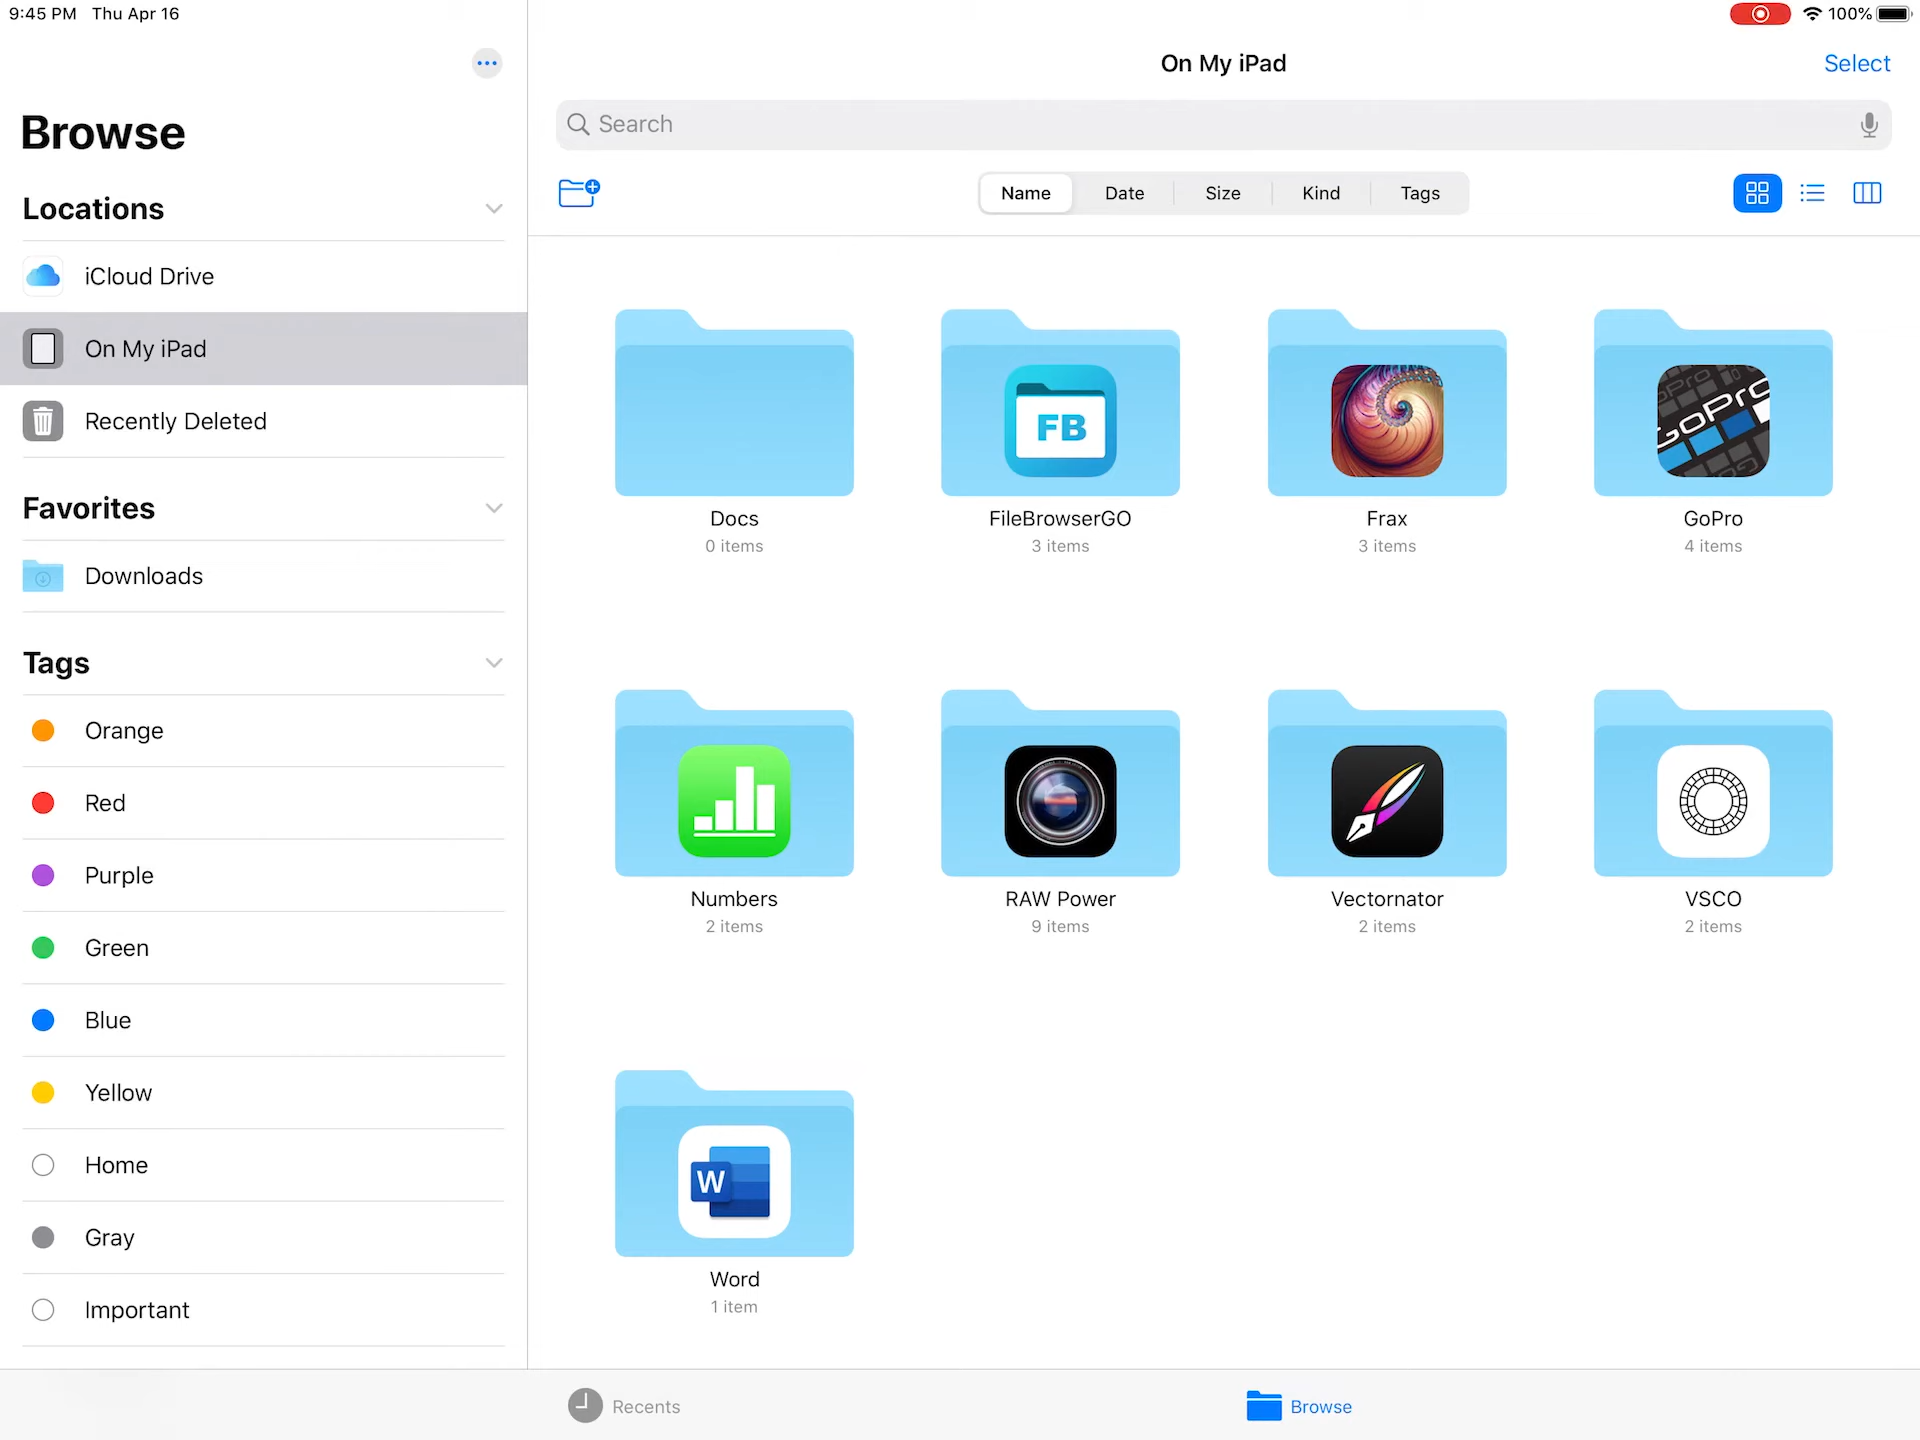 9:45 PM Thu Apr 16
100%
Browse
Locations
iCloud Drive
On My iPad
Recently Deleted
Favorites
Downloads
Tags
Orange
Red
Purple
Green
Blue
Yellow
Home
Gray
Important
On My iPad
Select
Search
Name Date Size Kind Tags
FB
GoPro
Docs FileBrowserGO Frax GoPro
0 items 3 items 3 items 4 items
Numbers RAW Power Vectornator VSCO
2 items 9 items 2 items 2 items
W
Word
1 item
Recents Browse